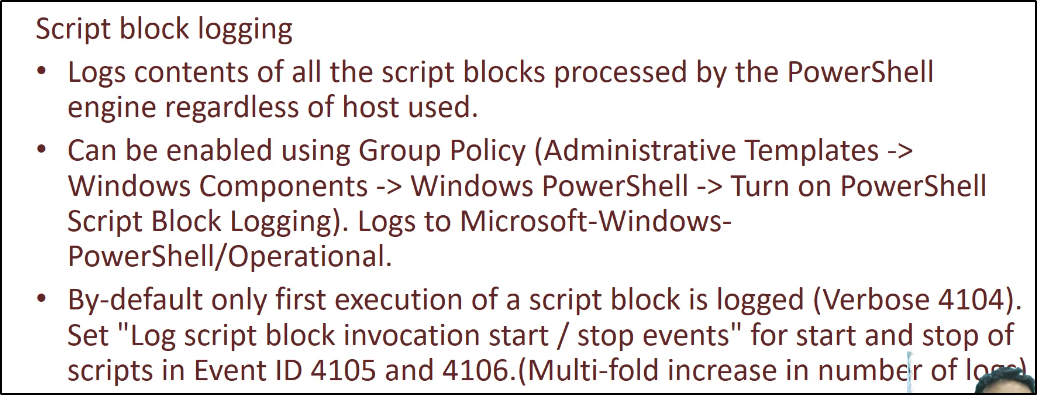 Script block logging
• Logs contents of all the script blocks processed by the PowerShell
engine regardless of host used.
• Can be enabled using Group Policy (Administrative Templates ->
Windows Components -> Windows PowerShell -> Turn on PowerShell
Script Block Logging). Logs to Microsoft-Windows-
PowerShell/Operational.
• By-default only first execution of a script block is logged (Verbose 4104).
Set "Log script block invocation start / stop events" for start and stop of
scripts in Event ID 4105 and 4106.(Multi-fold increase in number of logs)